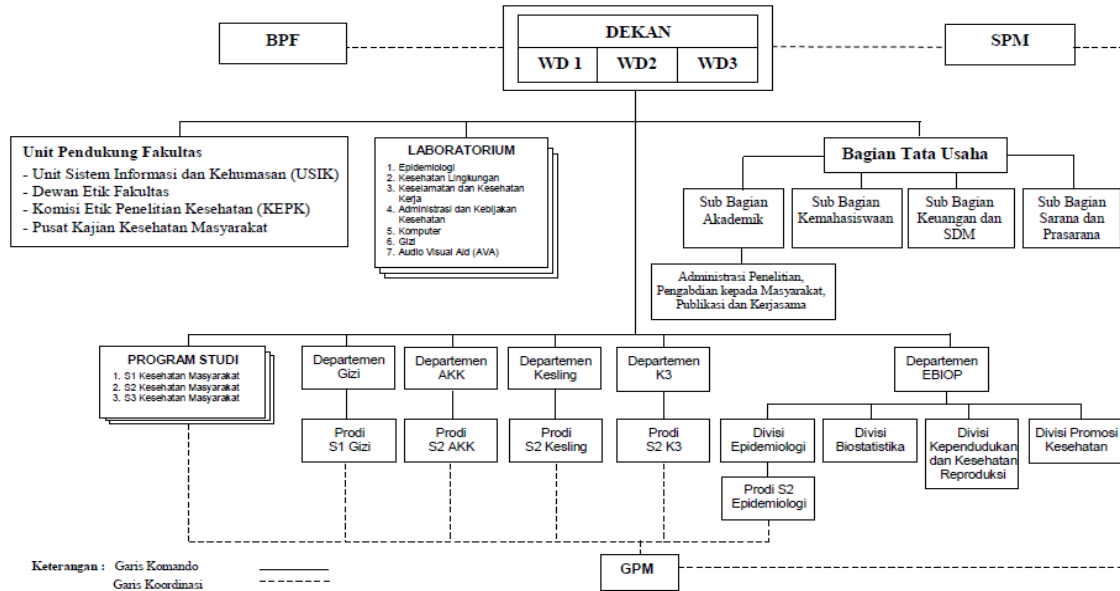 BPF
DEKAN
WD 1 WD2 WD3
SPM
Unit Pendukung Fakultas
- Unit Sistem Informasi dan Kehumasan (USIK)
- Dewan Etik Fakultas
- Komisi Etik Penelitian Kesehatan (KEPK)
- Pusat Kajian Kesehatan Masyarakat
LABORATORIUM
1. Epidemiologi
2. Kesehatan Lingkungan
3. Keselamatan dan Kesehatan
Kerja
4. Administrasi dan Kebijakan
Kesehatan
5. Komputer
6. Gizi
7. Audio Visual Aid (AVA)
Bagian Tata Usaha
Sub Bagian
Akademik
Sub Bagian
Kemahasiswaan
Sub Bagian
Keuangan dan
SDM
Sub Bagian
Sarana dan
Prasarana
Administrasi Penelitian,
Pengabdian kepada Masyarakat,
Publikasi dan Kerjasama
PROGRAM STUDI
1. S1 Kesehatan Masyarakat
2. S2 Kesehatan Masyarakat
3. S3 Kesehatan Masyarakat
Departemen
Gizi
Departemen
AKK
Departemen
Kesling
Departemen
K3
Departemen
EBIOP
Prodi
S1 Gizi
Prodi
S2 AKK
Prodi
S2 Kesling
Prodi
S2 K3
Divisi
Epidemiologi
Divisi
Biostatistika
Divisi
Kependudukan
dan Kesehatan
Reproduksi
Divisi Promosi
Kesehatan
Prodi S2
Epidemiologi
GPM
Keterangan : Garis Komando
Garis Koordinasi